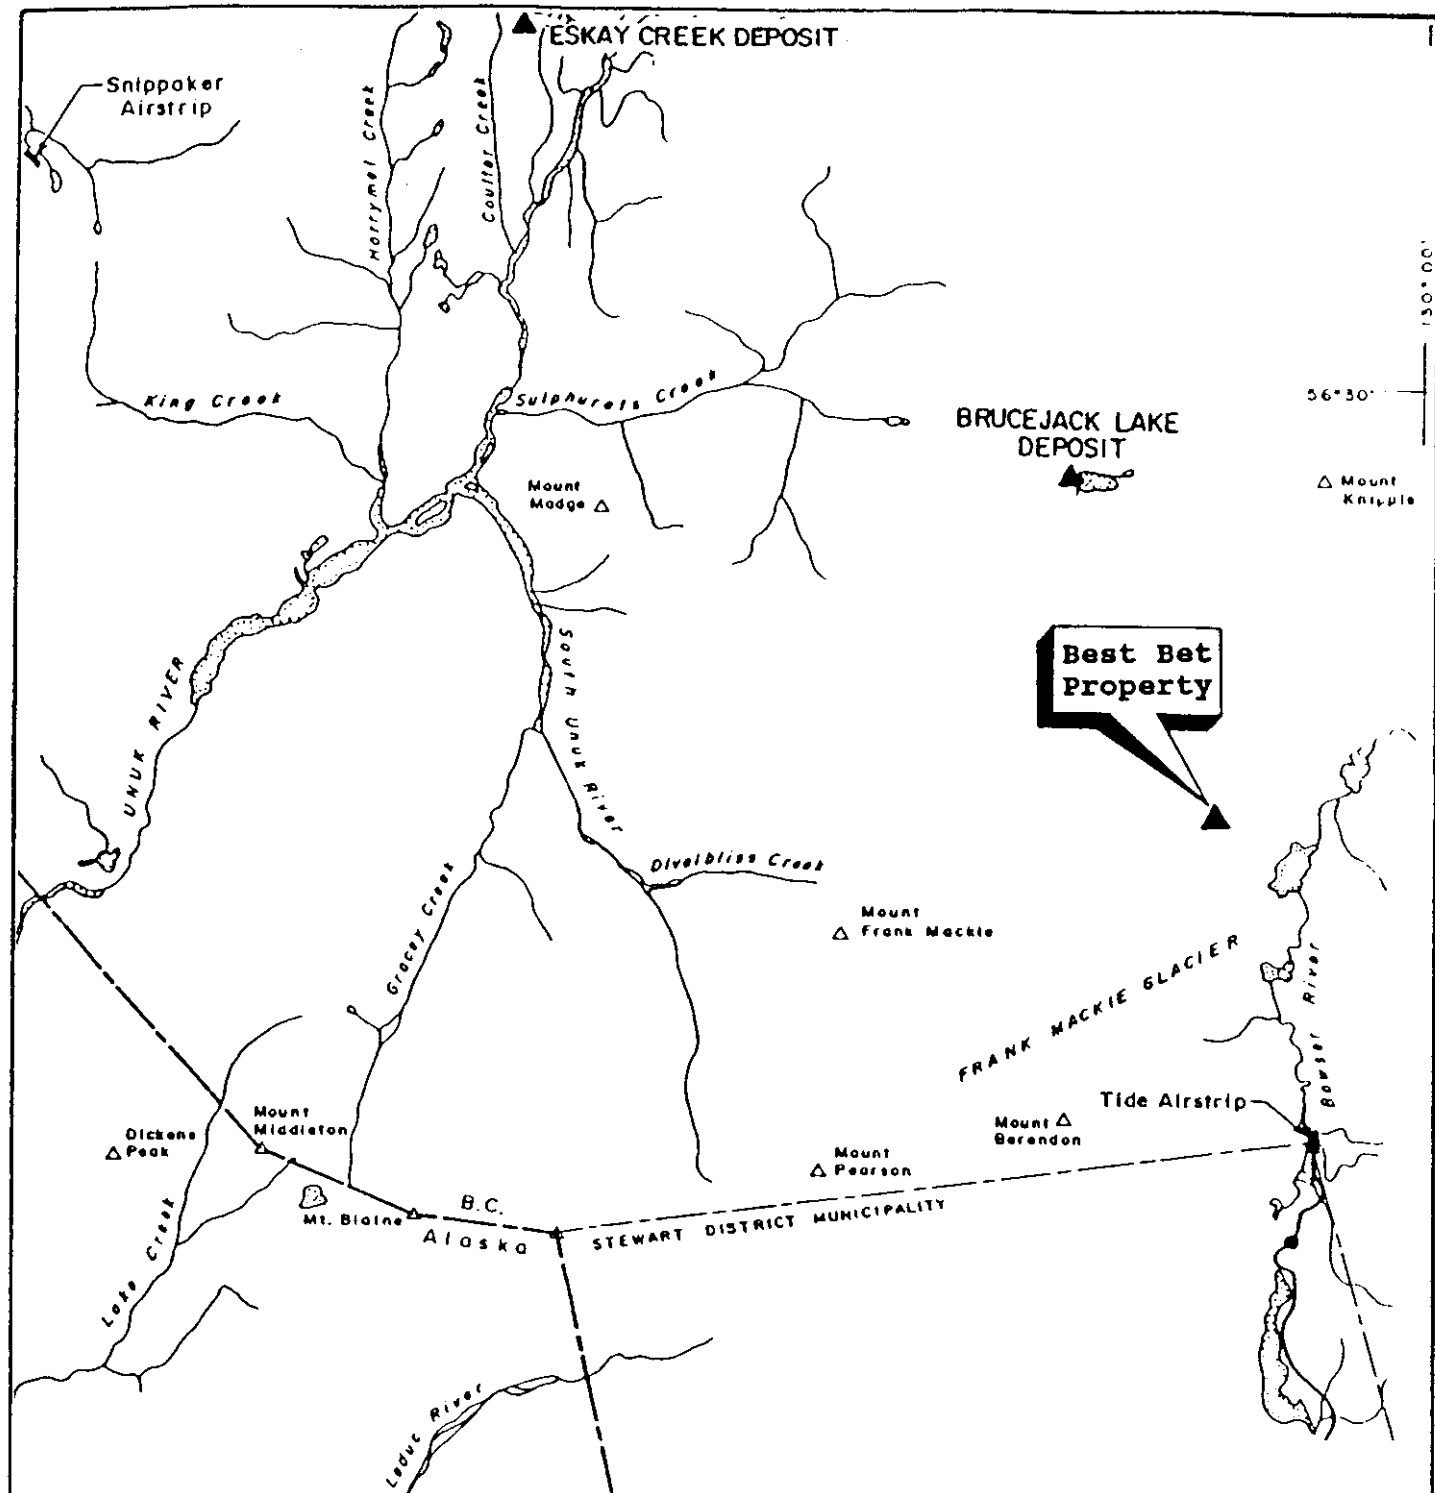 ESKAY CREEK DEPOSIT
Snippaker
Airstrip
Harrymel Creek
Coulter Creek
130°00'
56°30'
King Creek
Sulphurets Creek
BRUCEJACK LAKE
DEPOSIT
Mount
Madge
Mount
Best Bet
Property
UNUK RIVER
South Unuk River
Divelbliss Creek
Gracey Creek
Mount
Frank Mackie
FRANK MACKIE GLACIER
Bowser River
Tide Airstrip
Mount
Middleton
Dickens
Peak
Mount
Berendon
Mount
Pearson
Mt. Blaine
B.C.
Alaska
STEWART DISTRICT MUNICIPALITY
Lake Creek
Leduc River